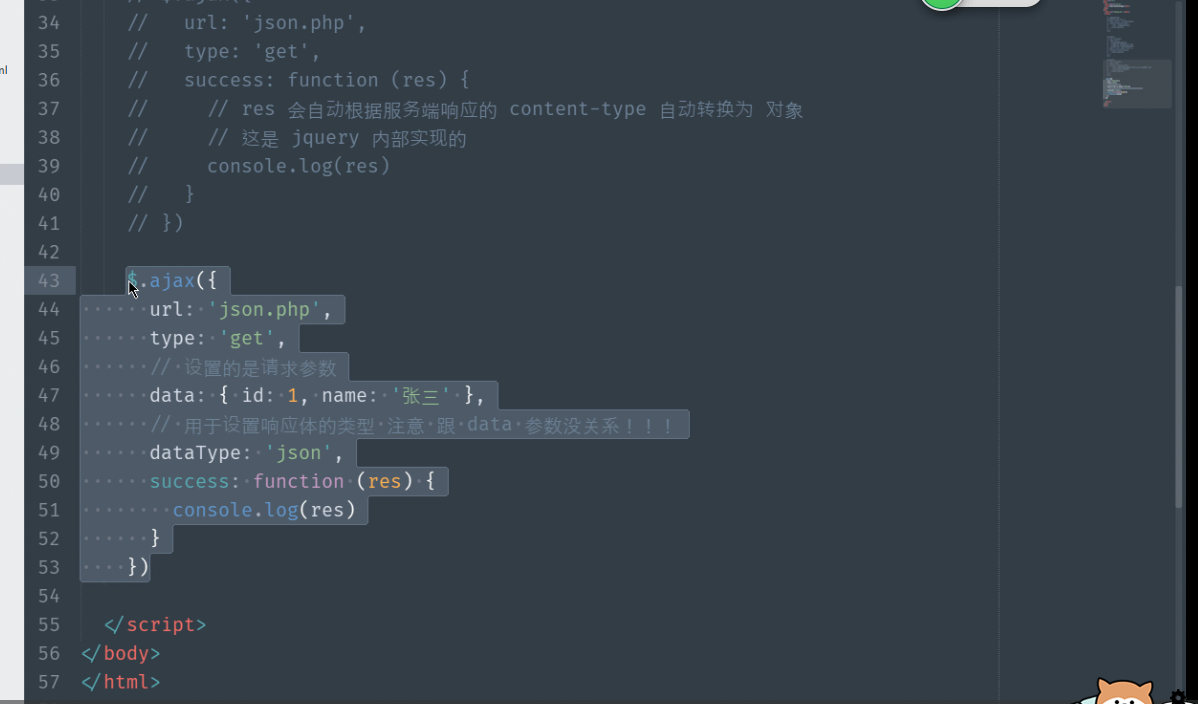 34 //   url: 'json.php',
35 //   type: 'get',
36 //   success: function (res) {
37 //     // res 会自动根据服务端响应的 content-type 自动转换为 对象
38 //     // 这是 jquery 内部实现的
39 //     console.log(res)
40 //   }
41 // })
42
43 $.ajax({
44   url: 'json.php',
45   type: 'get',
46   // 设置的是请求参数
47   data: { id: 1, name: '张三' },
48   // 用于设置响应体的类型 注意 跟 data 参数没关系！！！
49   dataType: 'json',
50   success: function (res) {
51     console.log(res)
52   }
53 })
54
55 </script>
56 </body>
57 </html>